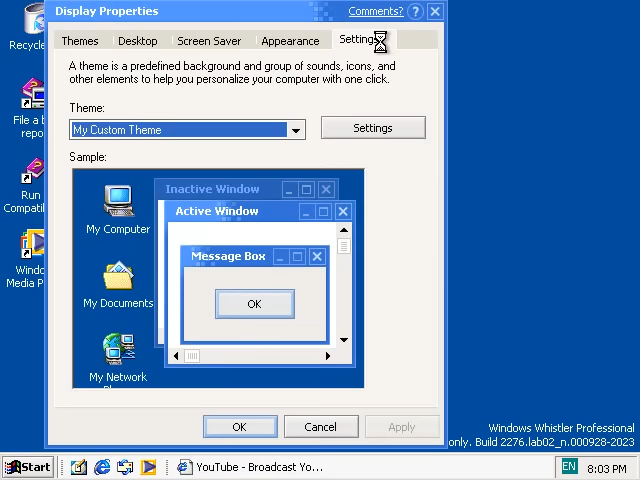 Display Properties
Comments?
Themes
Desktop
Screen Saver
Appearance
Settings
A theme is a predefined background and group of sounds, icons, and
other elements to help you personalize your computer with one click.
Theme:
My Custom Theme
Settings
Sample:
Inactive Window
Active Window
Message Box
OK
My Computer
My Documents
My Network
OK
Cancel
Apply
Recycle
File a b
repo
Run
Compati
Windo
Media P
Windows Whistler Professional
only. Build 2276.lab02_n.000928-2023
Start
YouTube - Broadcast Yo...
EN
8:03 PM